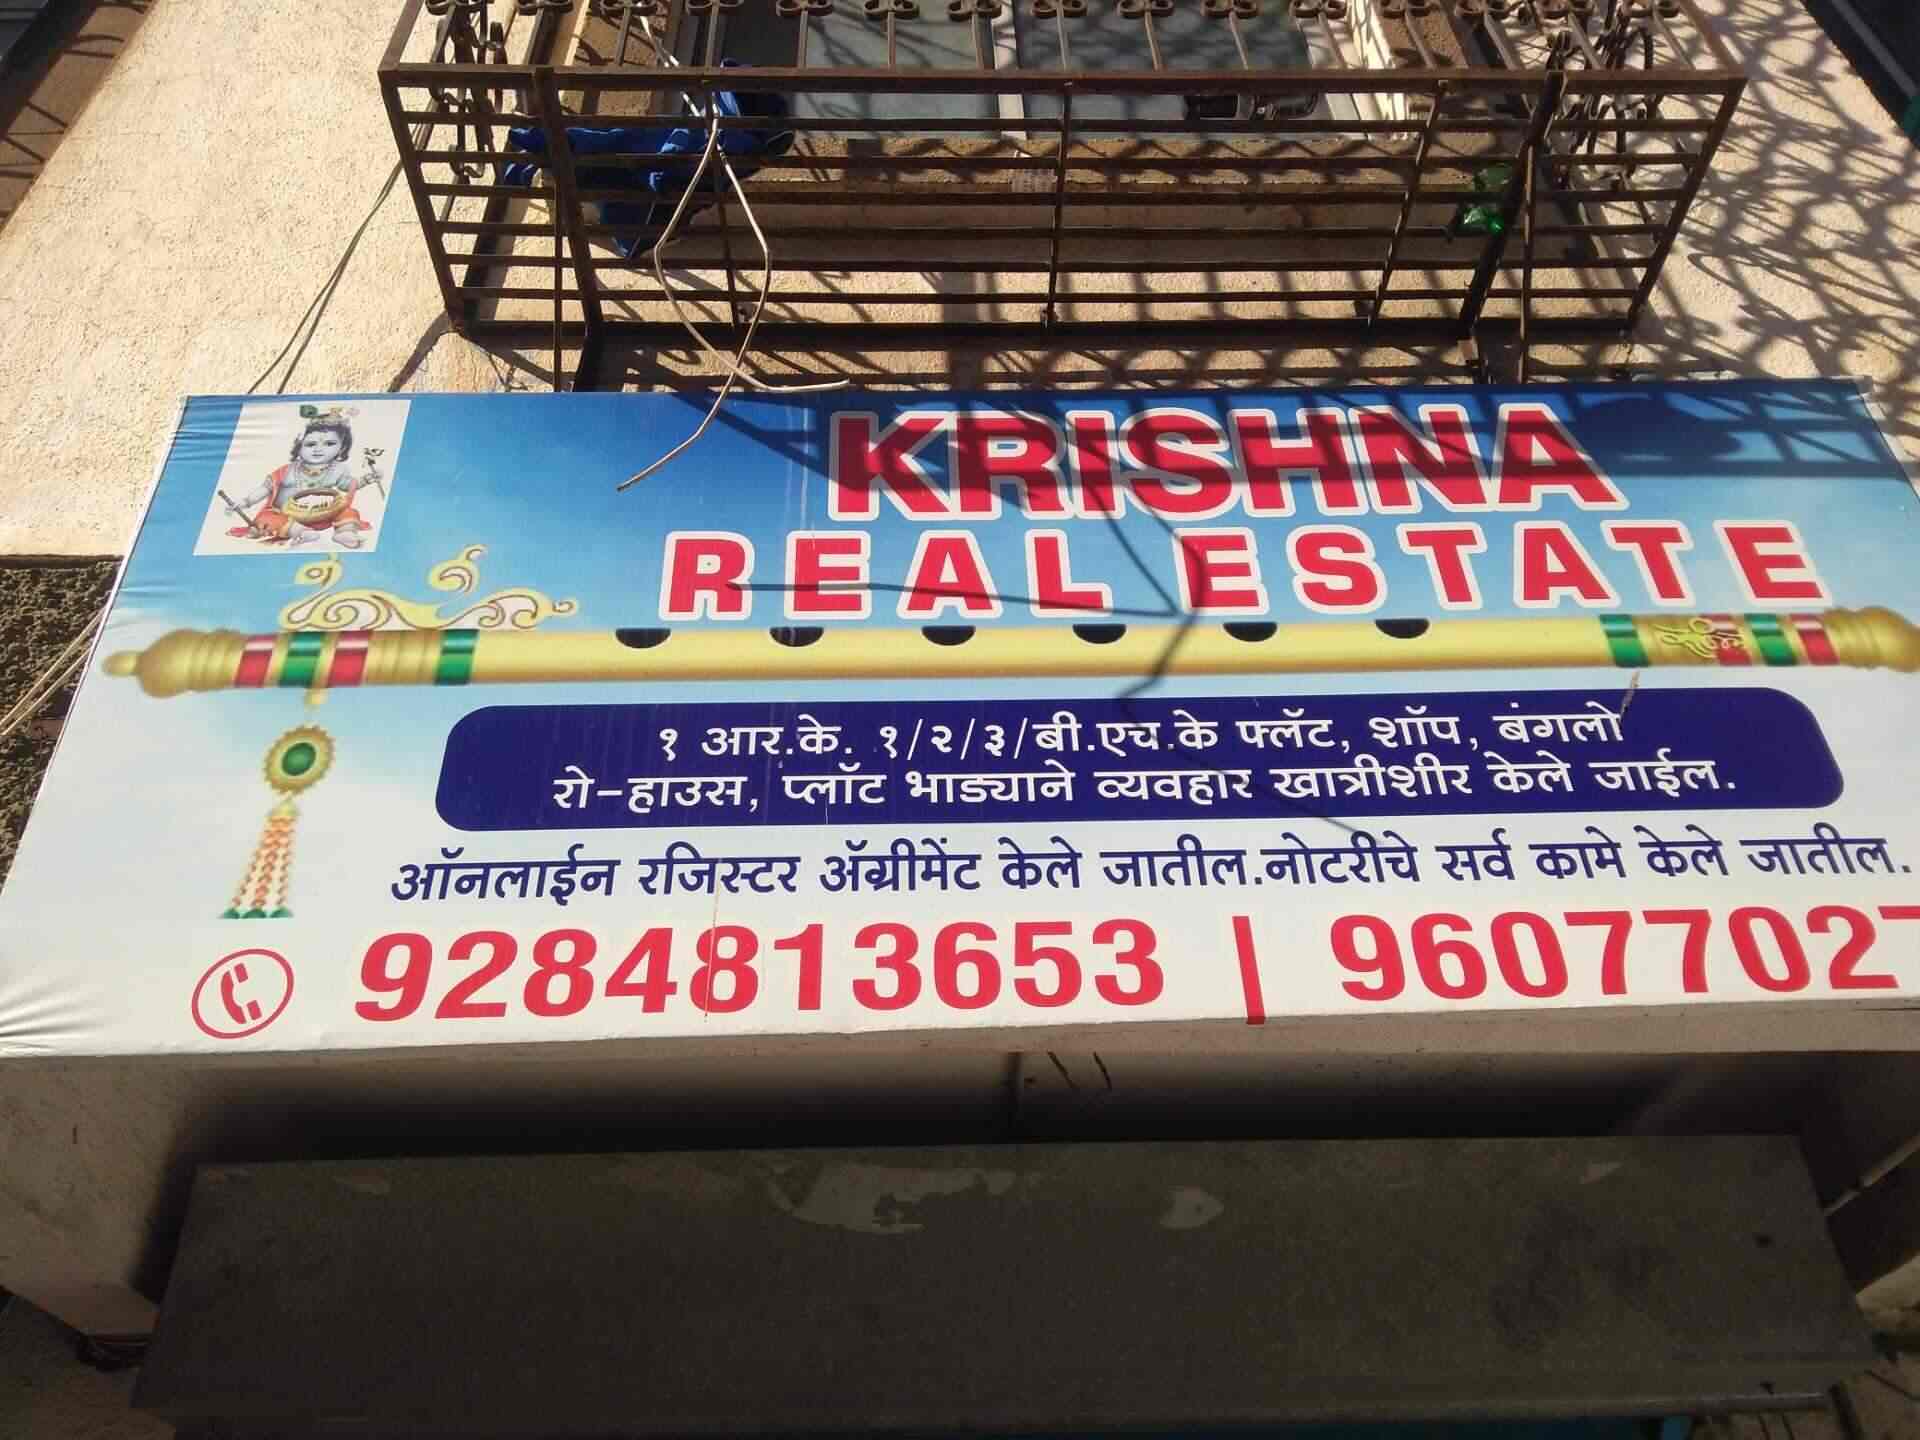 KRISHNA
REAL ESTATE
१ आर.के. १/२/३/बी.एच.के फ्लॅट, शॉप, बंगलो
रो-हाउस, प्लॉट भाड्याने व्यवहार खात्रीशीर केले जाईल.
ऑनलाईन रजिस्टर ॲग्रीमेंट केले जातील.नोटरीचे सर्व कामे केले जातील.
9284813653 | 96077027